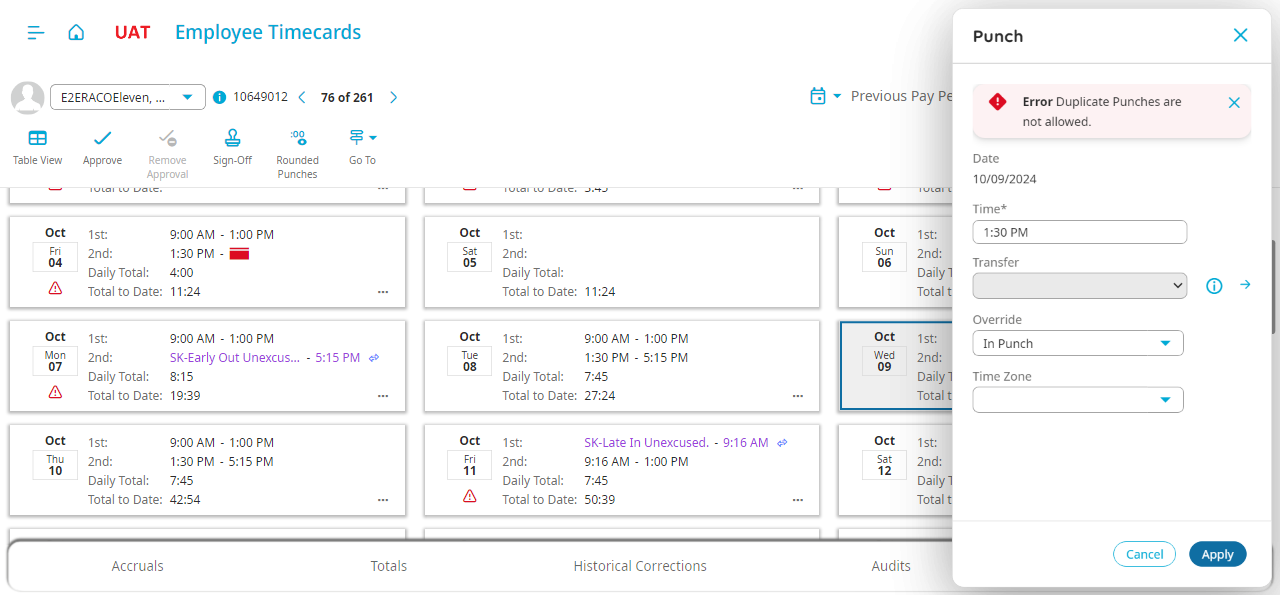 UAT Employee Timecards
E2ERACOEleven, ... 10649012 76 of 261 Previous Pay Pe
Table View Approve Remove Approval Sign-Off Rounded Punches Go To
:00
Total to Date: ...
3:45 ...
Oct Fri 04
1st: 9:00 AM - 1:00 PM
2nd: 1:30 PM -
Daily Total: 4:00
Total to Date: 11:24 ...
Oct Sat 05
1st:
2nd:
Daily Total:
Total to Date: 11:24
Oct Sun 06
1st:
2nd:
Daily T
Total t
Oct Mon 07
1st: 9:00 AM - 1:00 PM
2nd: SK-Early Out Unexcus... - 5:15 PM
Daily Total: 8:15
Total to Date: 19:39 ...
Oct Tue 08
1st: 9:00 AM - 1:00 PM
2nd: 1:30 PM - 5:15 PM
Daily Total: 7:45
Total to Date: 27:24 ...
Oct Wed 09
1st:
2nd:
Daily T
Total t
Oct Thu 10
1st: 9:00 AM - 1:00 PM
2nd: 1:30 PM - 5:15 PM
Daily Total: 7:45
Total to Date: 42:54 ...
Oct Fri 11
1st: SK-Late In Unexcused. - 9:16 AM
2nd: 9:16 AM - 1:00 PM
Daily Total: 7:45
Total to Date: 50:39 ...
Oct Sat 12
1st:
2nd:
Daily T
Total t
Accruals Totals Historical Corrections Audits
Punch
Error Duplicate Punches are
not allowed.
Date
10/09/2024
Time*
1:30 PM
Transfer
Override
In Punch
Time Zone
Cancel Apply